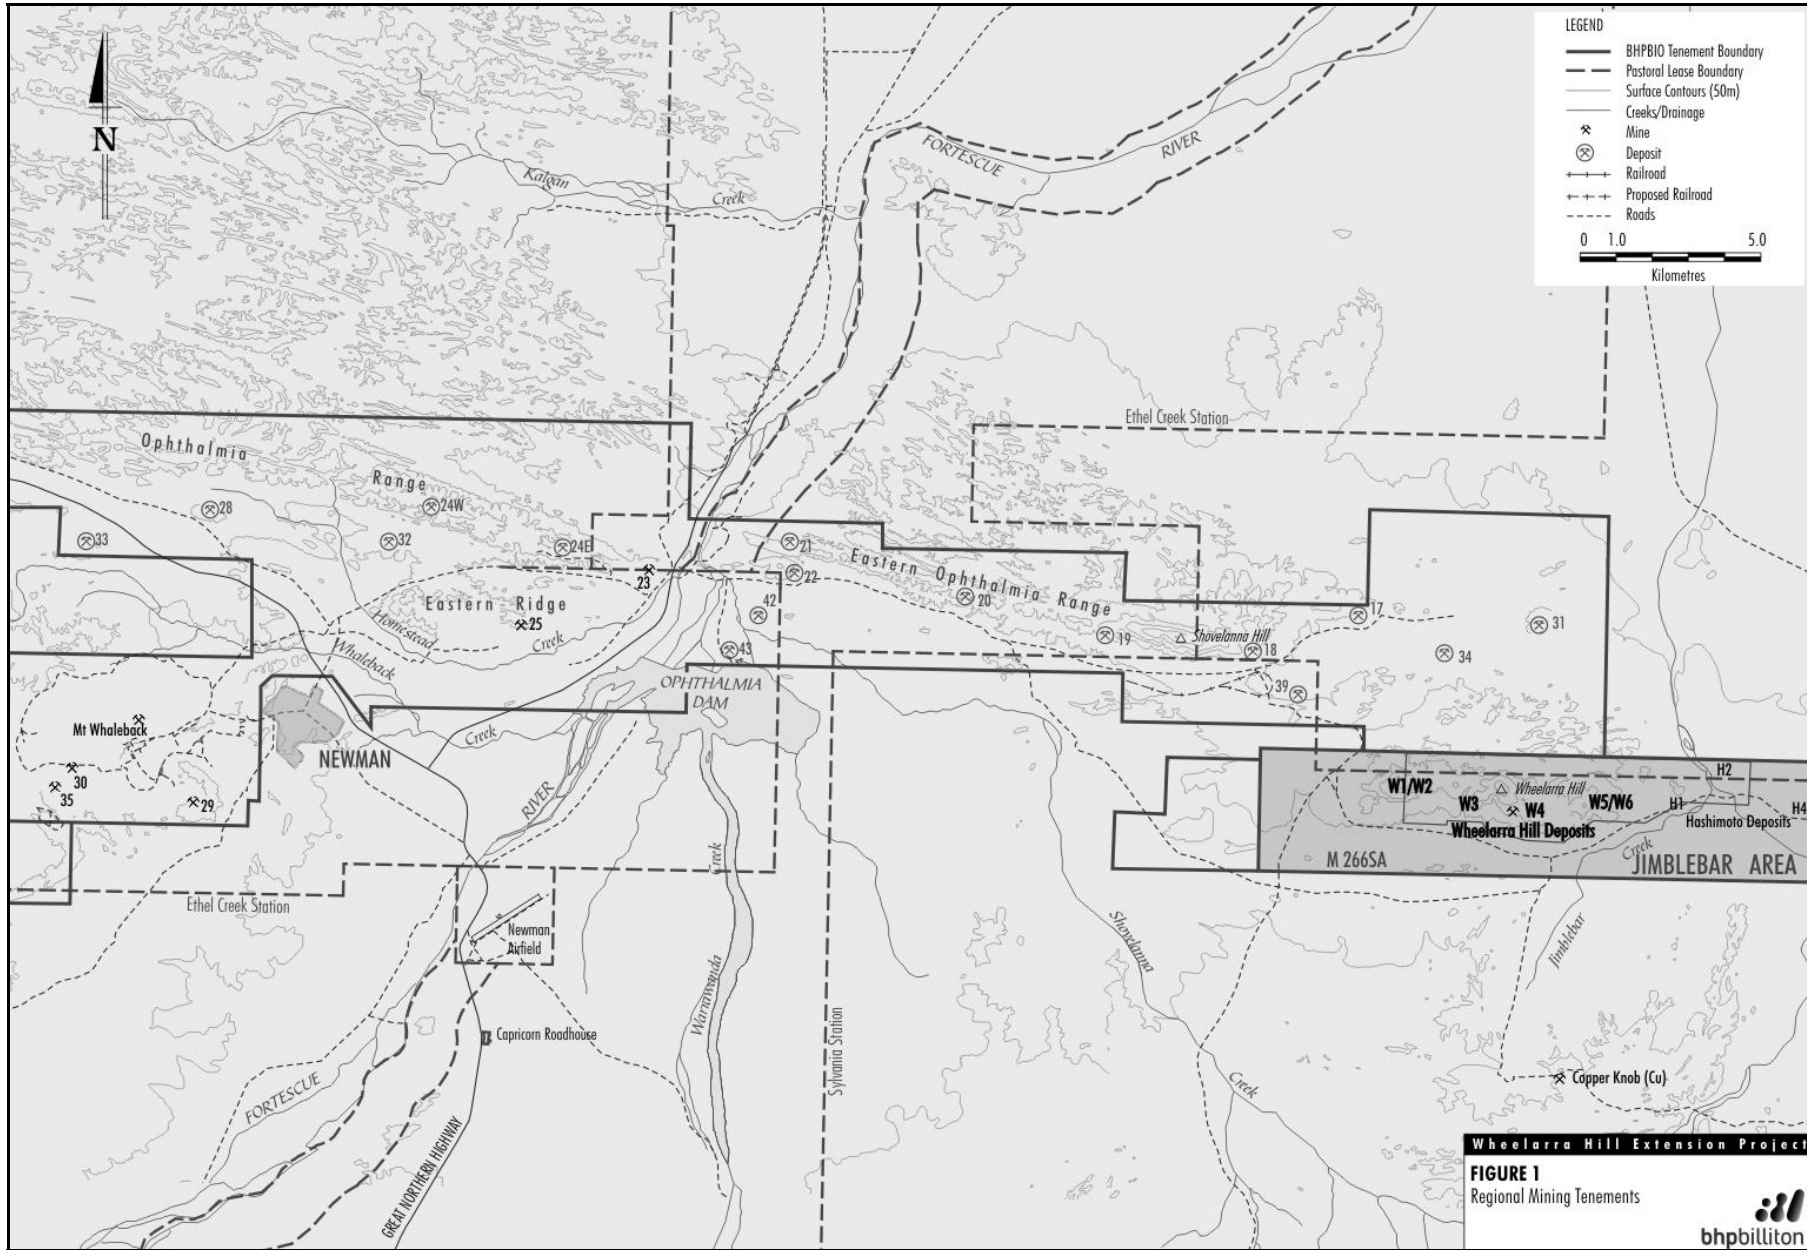 LEGEND
BHPBIO Tenement Boundary
Pastoral Lease Boundary
Surface Contours (50m)
Creeks/Drainage
Mine
Deposit
Railroad
Proposed Railroad
Roads
0 1.0 5.0
Kilometres
N
FORTESCUE
RIVER
Kalgan
Creek
Ethel Creek Station
Ophthalmia
Range
28
24W
33
32
24E
21
Eastern Ophthalmia Range
23
22
20
Eastern Ridge
25
42
17
31
Homestead
Creek
19
Shovelanna Hill
18
Whaleback
43
34
OPHTHALMIA
DAM
39
Mt Whaleback
Creek
NEWMAN
30
35
29
RIVER
W1/W2
W3
Wheelarra Hill
W4
W5/W6
H2
H1
H4
Wheelarra Hill Deposits
Hashimoto Deposits
Creek
M 266SA
JIMBLEBAR AREA
Creek
Ethel Creek Station
Newman
Airfield
Shovelanna
Jimblebar
Warrawanda
Capricorn Roadhouse
Sylvania Station
Creek
Copper Knob (Cu)
FORTESCUE
GREAT NORTHERN HIGHWAY
Wheelarra Hill Extension Project
FIGURE 1
Regional Mining Tenements
bhpbilliton